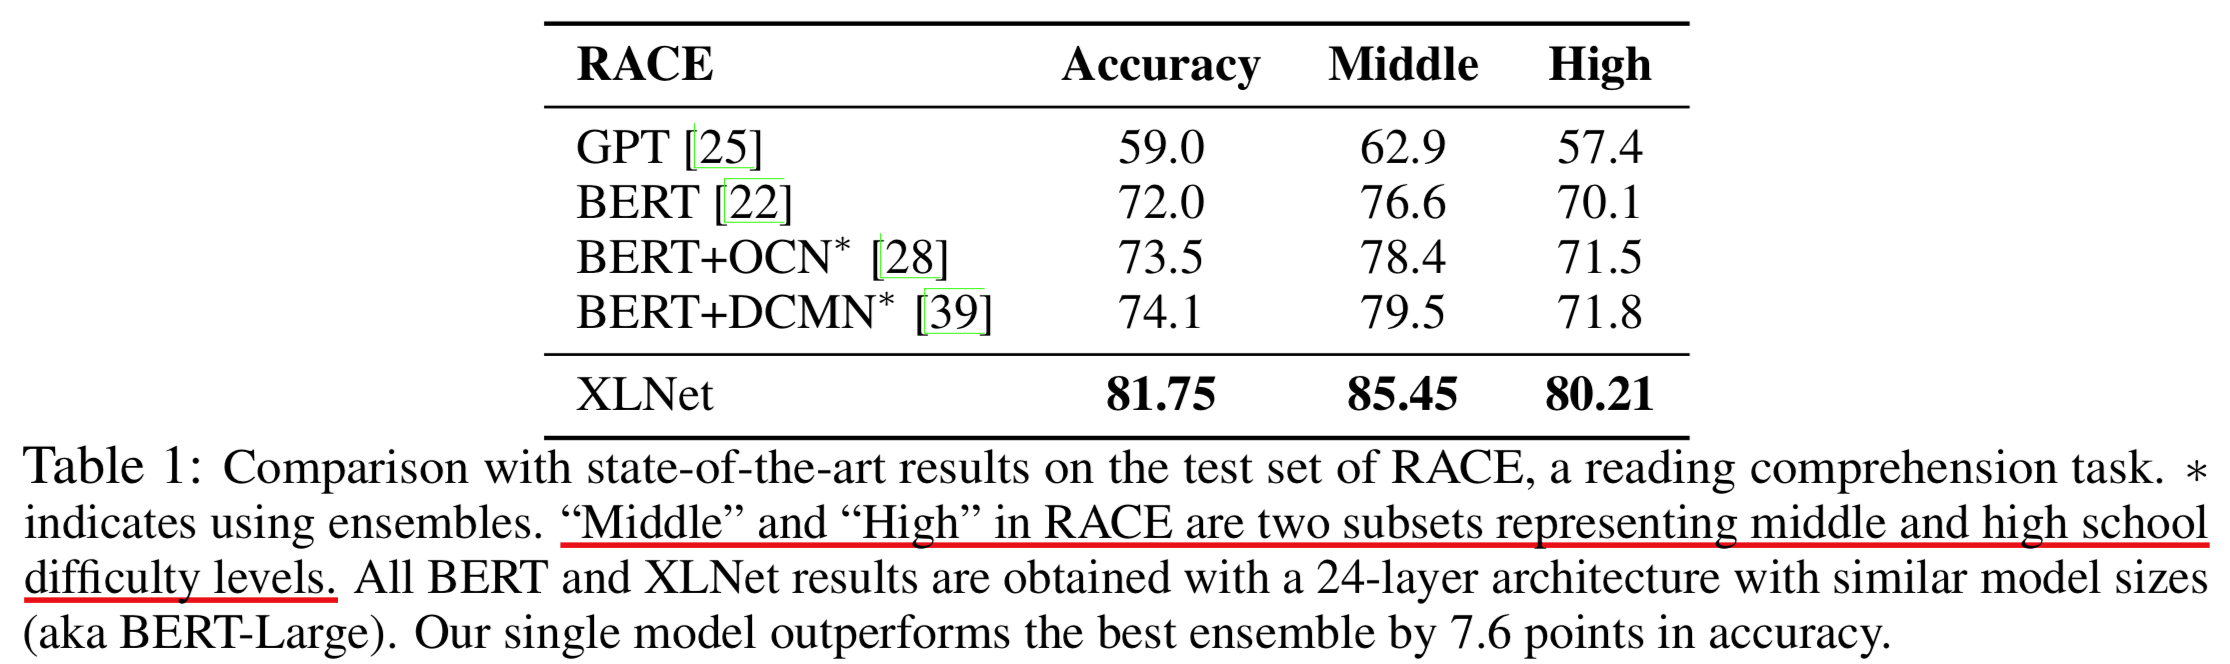 RACE Accuracy Middle High
GPT [25] 59.0 62.9 57.4
BERT [22] 72.0 76.6 70.1
BERT+OCN* [28] 73.5 78.4 71.5
BERT+DCMN* [39] 74.1 79.5 71.8
XLNet 81.75 85.45 80.21
Table 1: Comparison with state-of-the-art results on the test set of RACE, a reading comprehension task. *
indicates using ensembles. “Middle” and “High” in RACE are two subsets representing middle and high school
difficulty levels. All BERT and XLNet results are obtained with a 24-layer architecture with similar model sizes
(aka BERT-Large). Our single model outperforms the best ensemble by 7.6 points in accuracy.